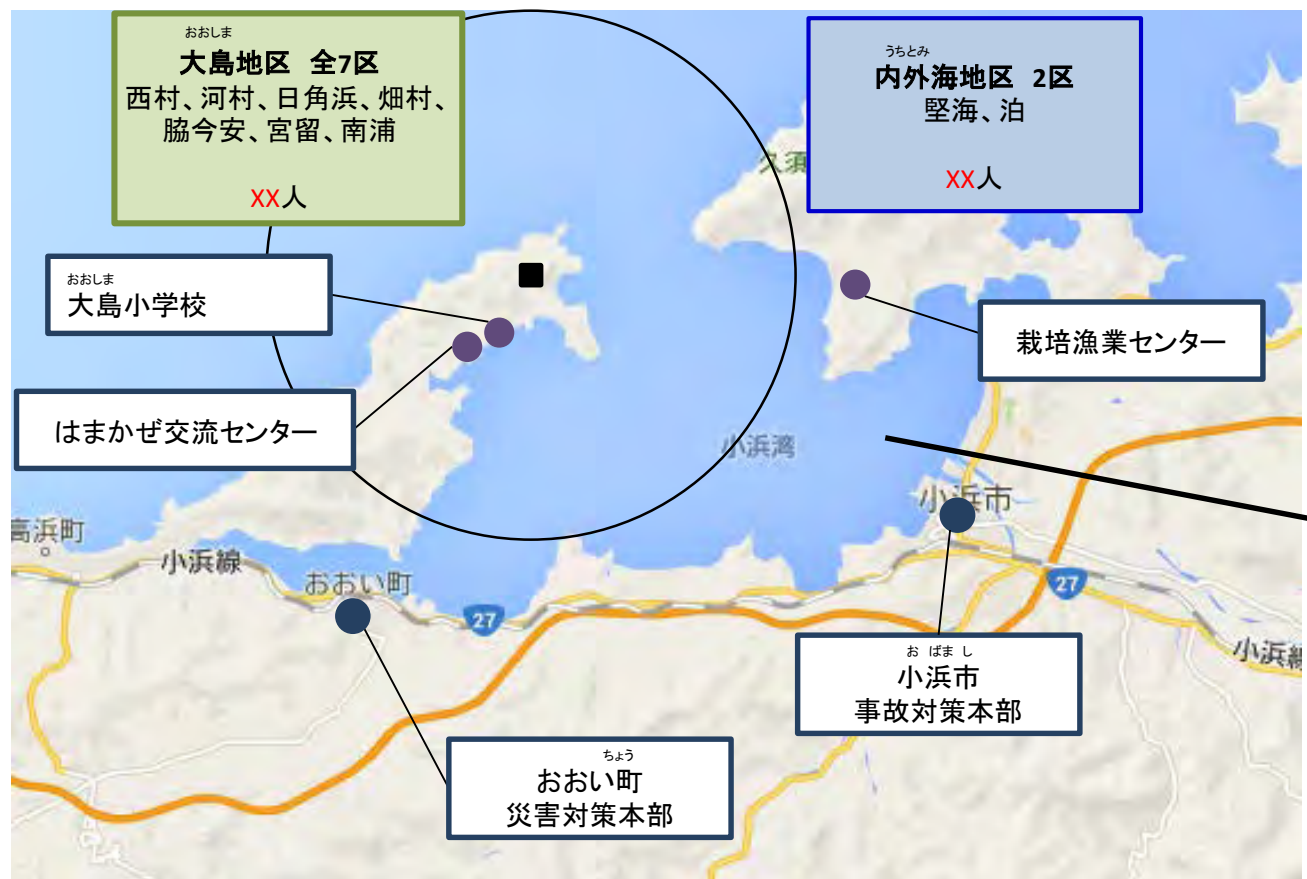 おおしま
大島地区 全7区
西村、河村、日角浜、畑村、
脇今安、宮留、南浦
XX人
うちとみ
内外海地区 2区
堅海、泊
XX人
久須
おおしま
大島小学校
栽培漁業センター
はまかぜ交流センター
小浜湾
小浜市
高浜町
小浜線
おおい町
27
27
小浜線
お ばま し
小浜市
事故対策本部
ちょう
おおい町
災害対策本部